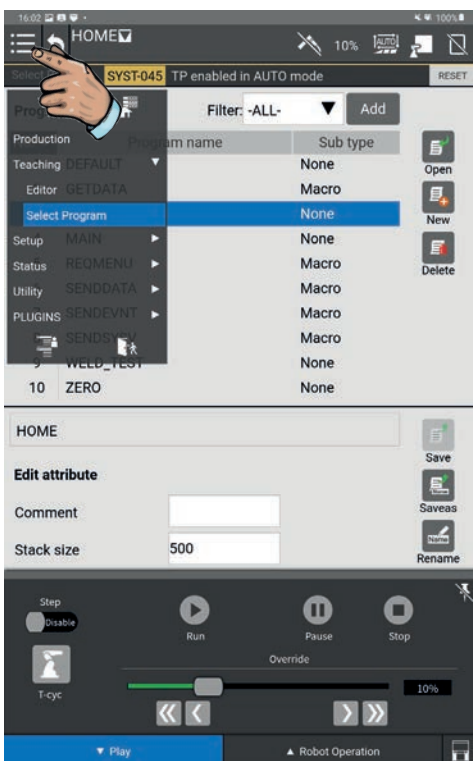 16:02 100%
HOME 10% AUTO
Select SYST-045 TP enabled in AUTO mode RESET
Filter: -ALL- ▼ Add
Production
Program name Sub type
Teaching DEFAULT ▼ None Open
Editor GETDATA Macro
Select Program None New
Setup MAIN ▶ None
Status REQMENU ▶ Macro Delete
Utility SENDDATA ▶ Macro
PLUGINS SENDEVNT ▶ Macro
SENDSYSV Macro
9 WELD_TEST None
10 ZERO None
HOME
Save
Edit attribute
Comment Saveas
Name
Stack size 500 Rename
Step
Disable
Run Pause Stop
Override
T-cyc 10%
▼ Play ▲ Robot Operation